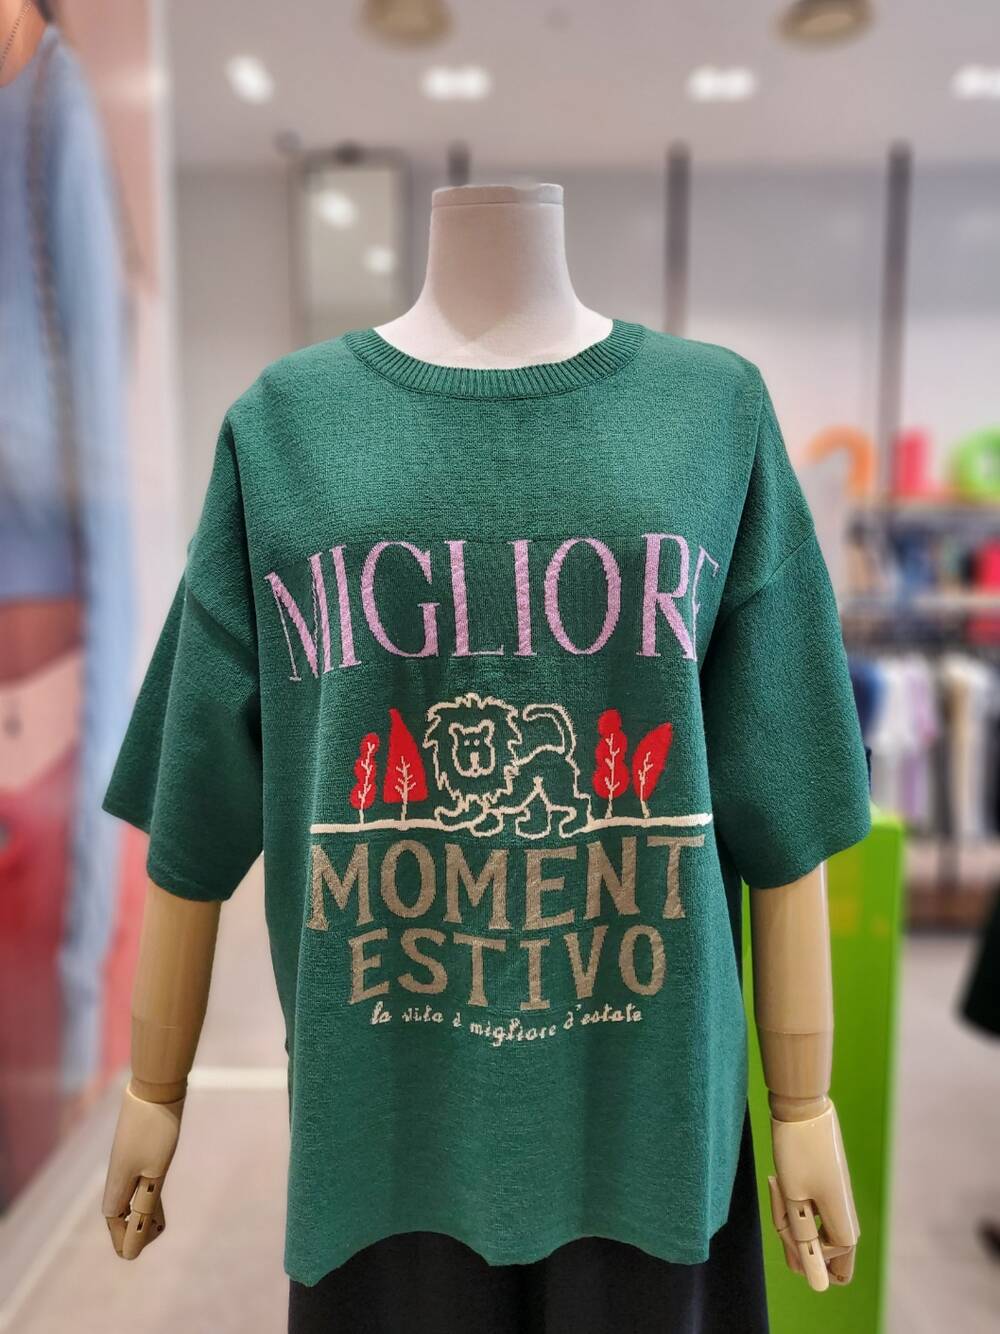 MIGLIORE
MOMENT
ESTIVO
la vita è migliore d'estate